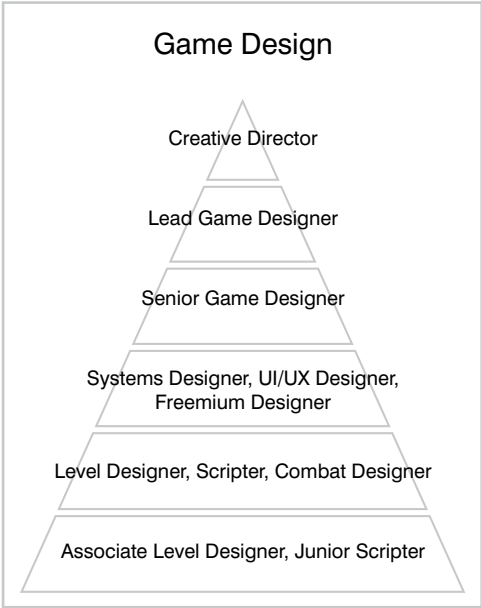 Game Design
Creative Director
Lead Game Designer
Senior Game Designer
Systems Designer, UI/UX Designer,
Freemium Designer
Level Designer, Scripter, Combat Designer
Associate Level Designer, Junior Scripter